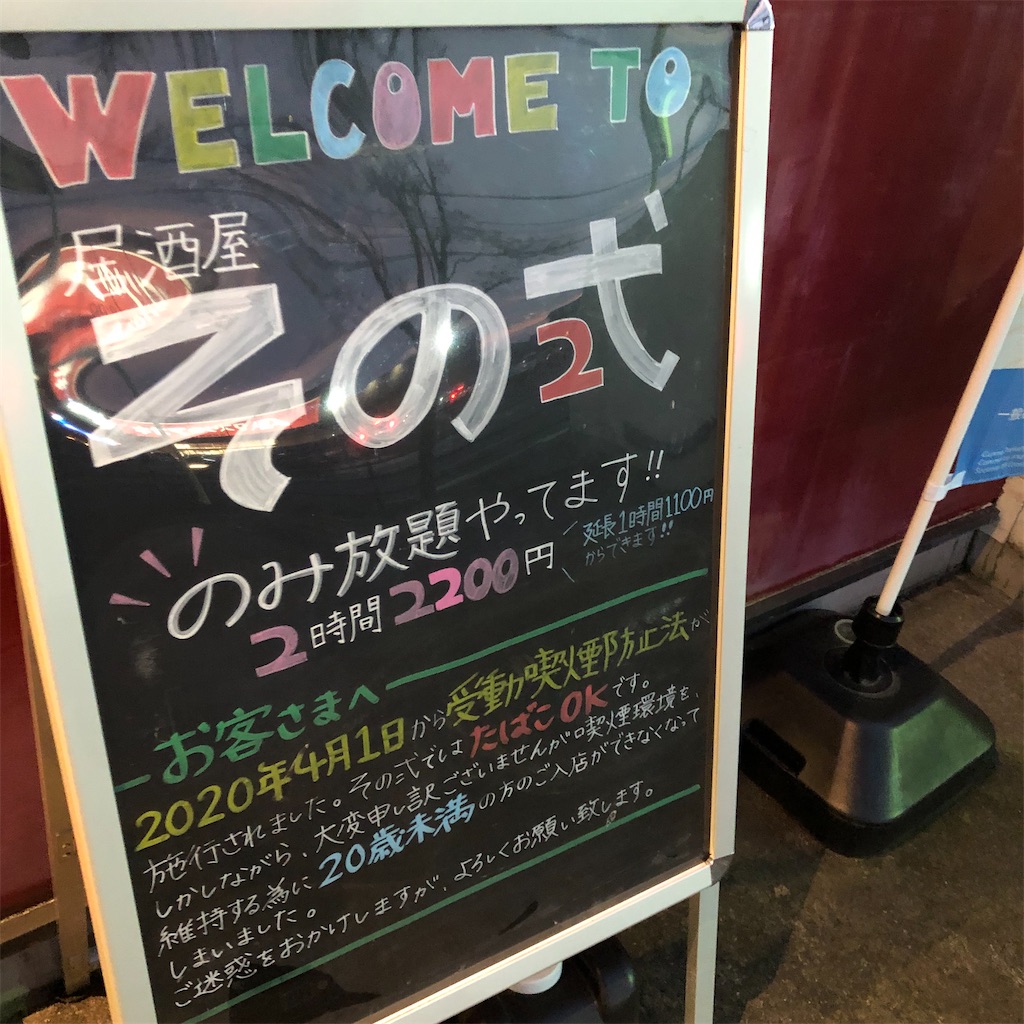 WELCOME TO
居酒屋
その弐
のみ放題やってます!!
2時間2200円
延長1時間1100円
からできます!!
お客さまへ
2020年4月1日から受動喫煙防止法が
施行されました。その弐ではたばこOKです。
しかしながら、大変申し訳ございませんが喫煙環境を、
維持する為に20歳未満の方のご入店ができなくなって
しまいました。
ご迷惑をおかけしますが、よろしくお願い致します。